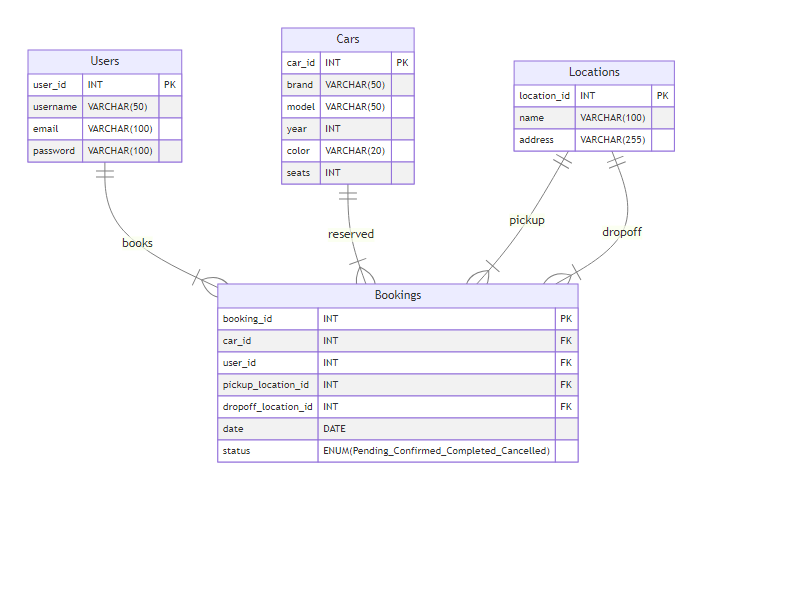 Users
user_id INT PK
username VARCHAR(50)
email VARCHAR(100)
password VARCHAR(100)
Cars
car_id INT PK
brand VARCHAR(50)
model VARCHAR(50)
year INT
color VARCHAR(20)
seats INT
Locations
location_id INT PK
name VARCHAR(100)
address VARCHAR(255)
books
reserved
pickup
dropoff
Bookings
booking_id INT PK
car_id INT FK
user_id INT FK
pickup_location_id INT FK
dropoff_location_id INT FK
date DATE
status ENUM(Pending_Confirmed_Completed_Cancelled)